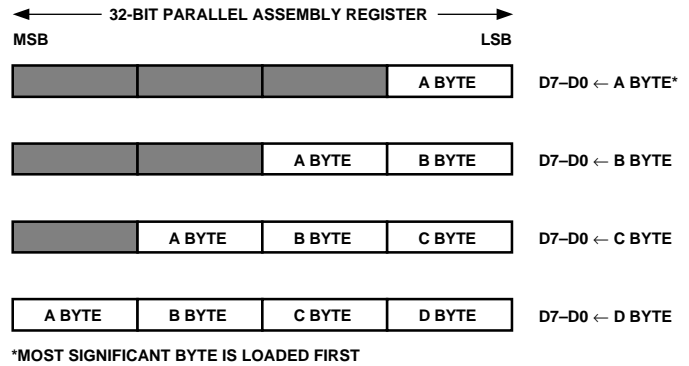 32-BIT PARALLEL ASSEMBLY REGISTER
MSB LSB
A BYTE D7–D0 ← A BYTE*
A BYTE B BYTE D7–D0 ← B BYTE
A BYTE B BYTE C BYTE D7–D0 ← C BYTE
A BYTE B BYTE C BYTE D BYTE D7–D0 ← D BYTE
*MOST SIGNIFICANT BYTE IS LOADED FIRST